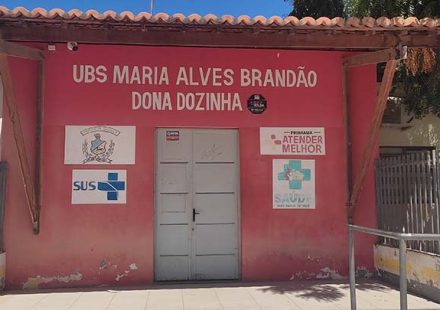 UBS MARIA ALVES BRANDÃO
DONA DOZINHA
PROGRAMA
ATENDER
MELHOR
SUS
SAÚDE